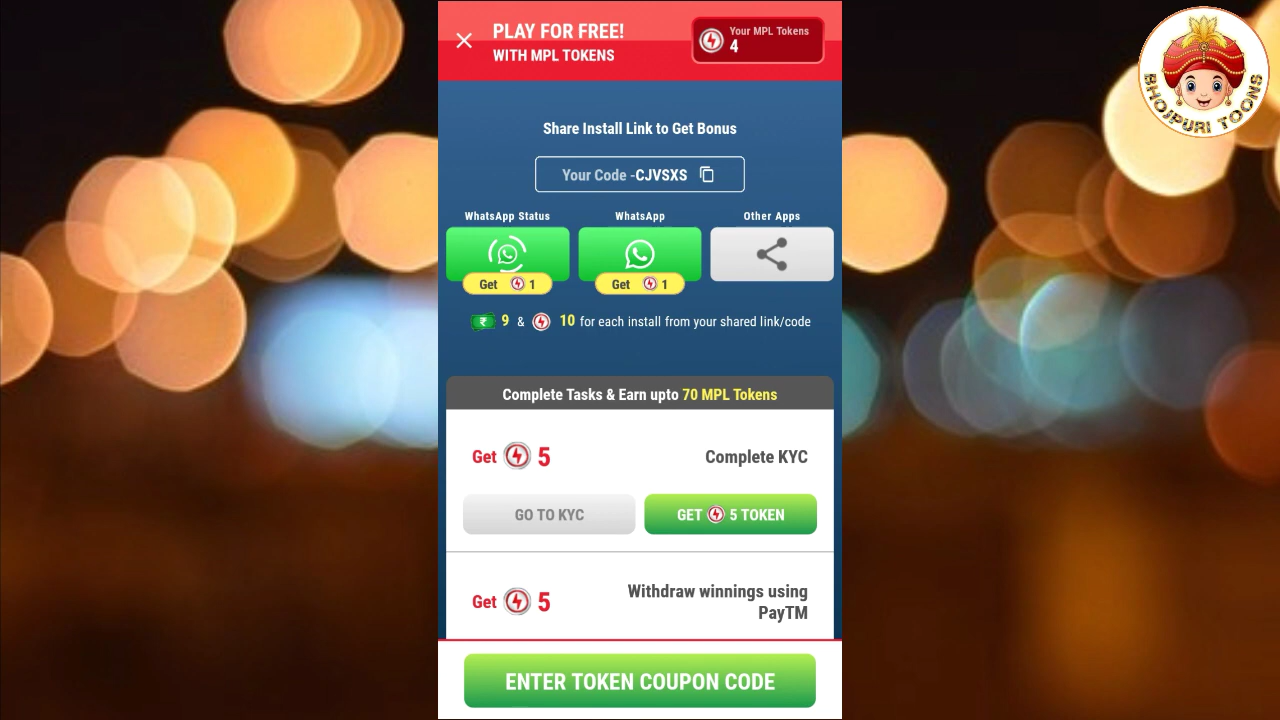 PLAY FOR FREE!
WITH MPL TOKENS
Your MPL Tokens
4
BHOJPURI TOONS
Share Install Link to Get Bonus
Your Code -CJVSXS
WhatsApp Status
WhatsApp
Other Apps
Get 1
Get 1
₹ 9 & 10 for each install from your shared link/code
Complete Tasks & Earn upto 70 MPL Tokens
Get 5
Complete KYC
GO TO KYC
GET 5 TOKEN
Get 5
Withdraw winnings using
PayTM
ENTER TOKEN COUPON CODE